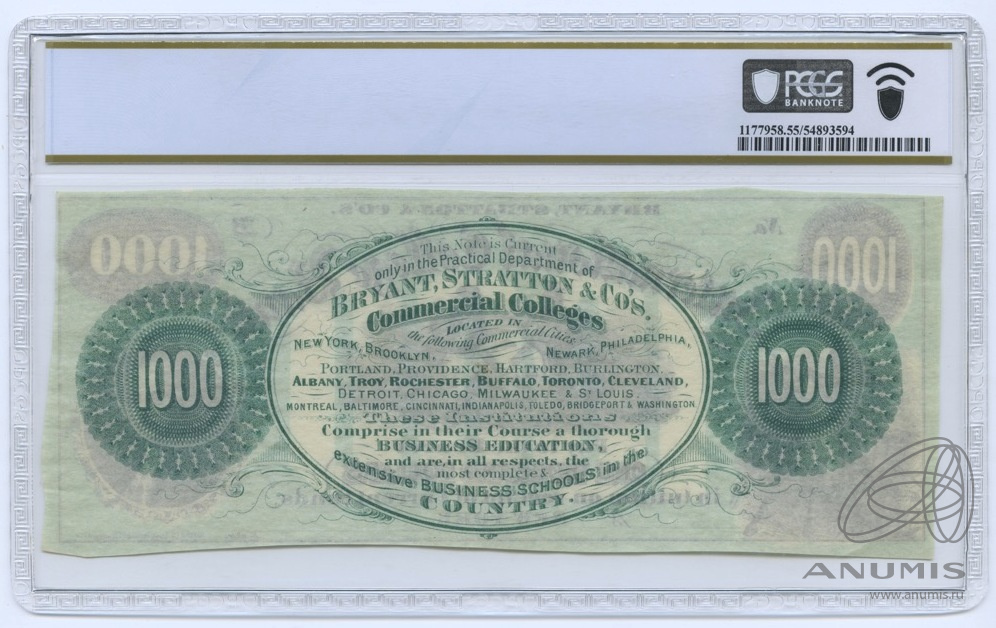 PCGS
BANKNOTE
1177958.55/54893594
This Note is Current
only in the Practical Department of
BRYANT, STRATTON & CO'S.
Commercial Colleges
LOCATED IN
the following Commercial Cities
NEW YORK, BROOKLYN, NEWARK, PHILADELPHIA,
PORTLAND, PROVIDENCE, HARTFORD, BURLINGTON,
ALBANY, TROY, ROCHESTER, BUFFALO, TORONTO, CLEVELAND,
DETROIT, CHICAGO, MILWAUKEE & ST LOUIS,
MONTREAL, BALTIMORE, CINCINNATI, INDIANAPOLIS, TOLEDO, BRIDGEPORT & WASHINGTON
These Institutions
Comprise in their Course a thorough
BUSINESS EDUCATION,
and are, in all respects, the
most complete &
extensive BUSINESS SCHOOLS in the
COUNTRY.
1000
1000
ANUMIS
www.anumis.ru